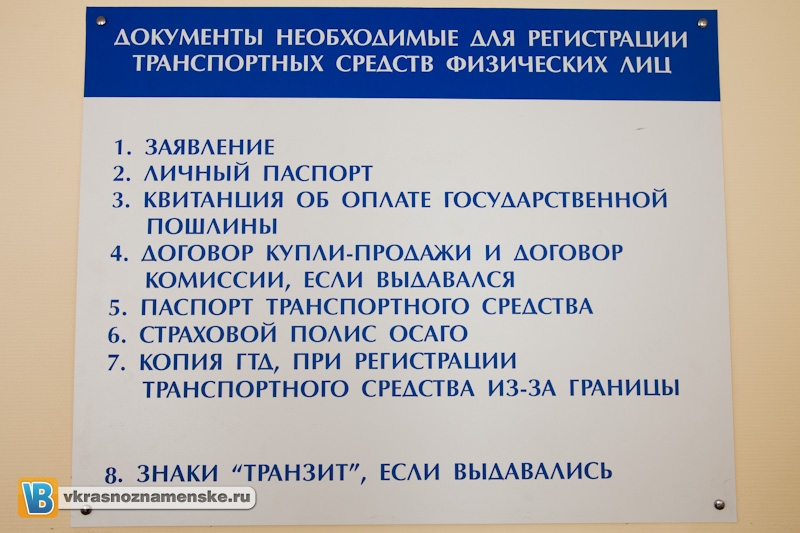 ДОКУМЕНТЫ НЕОБХОДИМЫЕ ДЛЯ РЕГИСТРАЦИИ
ТРАНСПОРТНЫХ СРЕДСТВ ФИЗИЧЕСКИХ ЛИЦ
1. ЗАЯВЛЕНИЕ
2. ЛИЧНЫЙ ПАСПОРТ
3. КВИТАНЦИЯ ОБ ОПЛАТЕ ГОСУДАРСТВЕННОЙ
ПОШЛИНЫ
4. ДОГОВОР КУПЛИ-ПРОДАЖИ И ДОГОВОР
КОМИССИИ, ЕСЛИ ВЫДАВАЛСЯ
5. ПАСПОРТ ТРАНСПОРТНОГО СРЕДСТВА
6. СТРАХОВОЙ ПОЛИС ОСАГО
7. КОПИЯ ГТД, ПРИ РЕГИСТРАЦИИ
ТРАНСПОРТНОГО СРЕДСТВА ИЗ-ЗА ГРАНИЦЫ
8. ЗНАКИ “ТРАНЗИТ”, ЕСЛИ ВЫДАВАЛИСЬ
В vkrasnoznamenske.ru